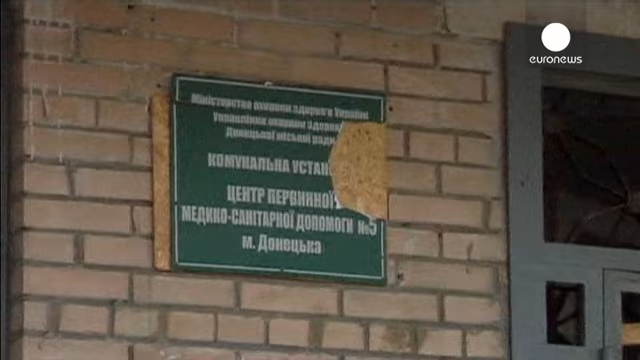 euronews
Міністерство охорони здоров'я України
Управління охорони здоров
Донецької міської ради
КОМУНАЛЬНА УСТАН
ЦЕНТР ПЕРВИННОЇ
МЕДИКО-САНІТАРНОЇ ДОПОМОГИ №5
м. Донецька